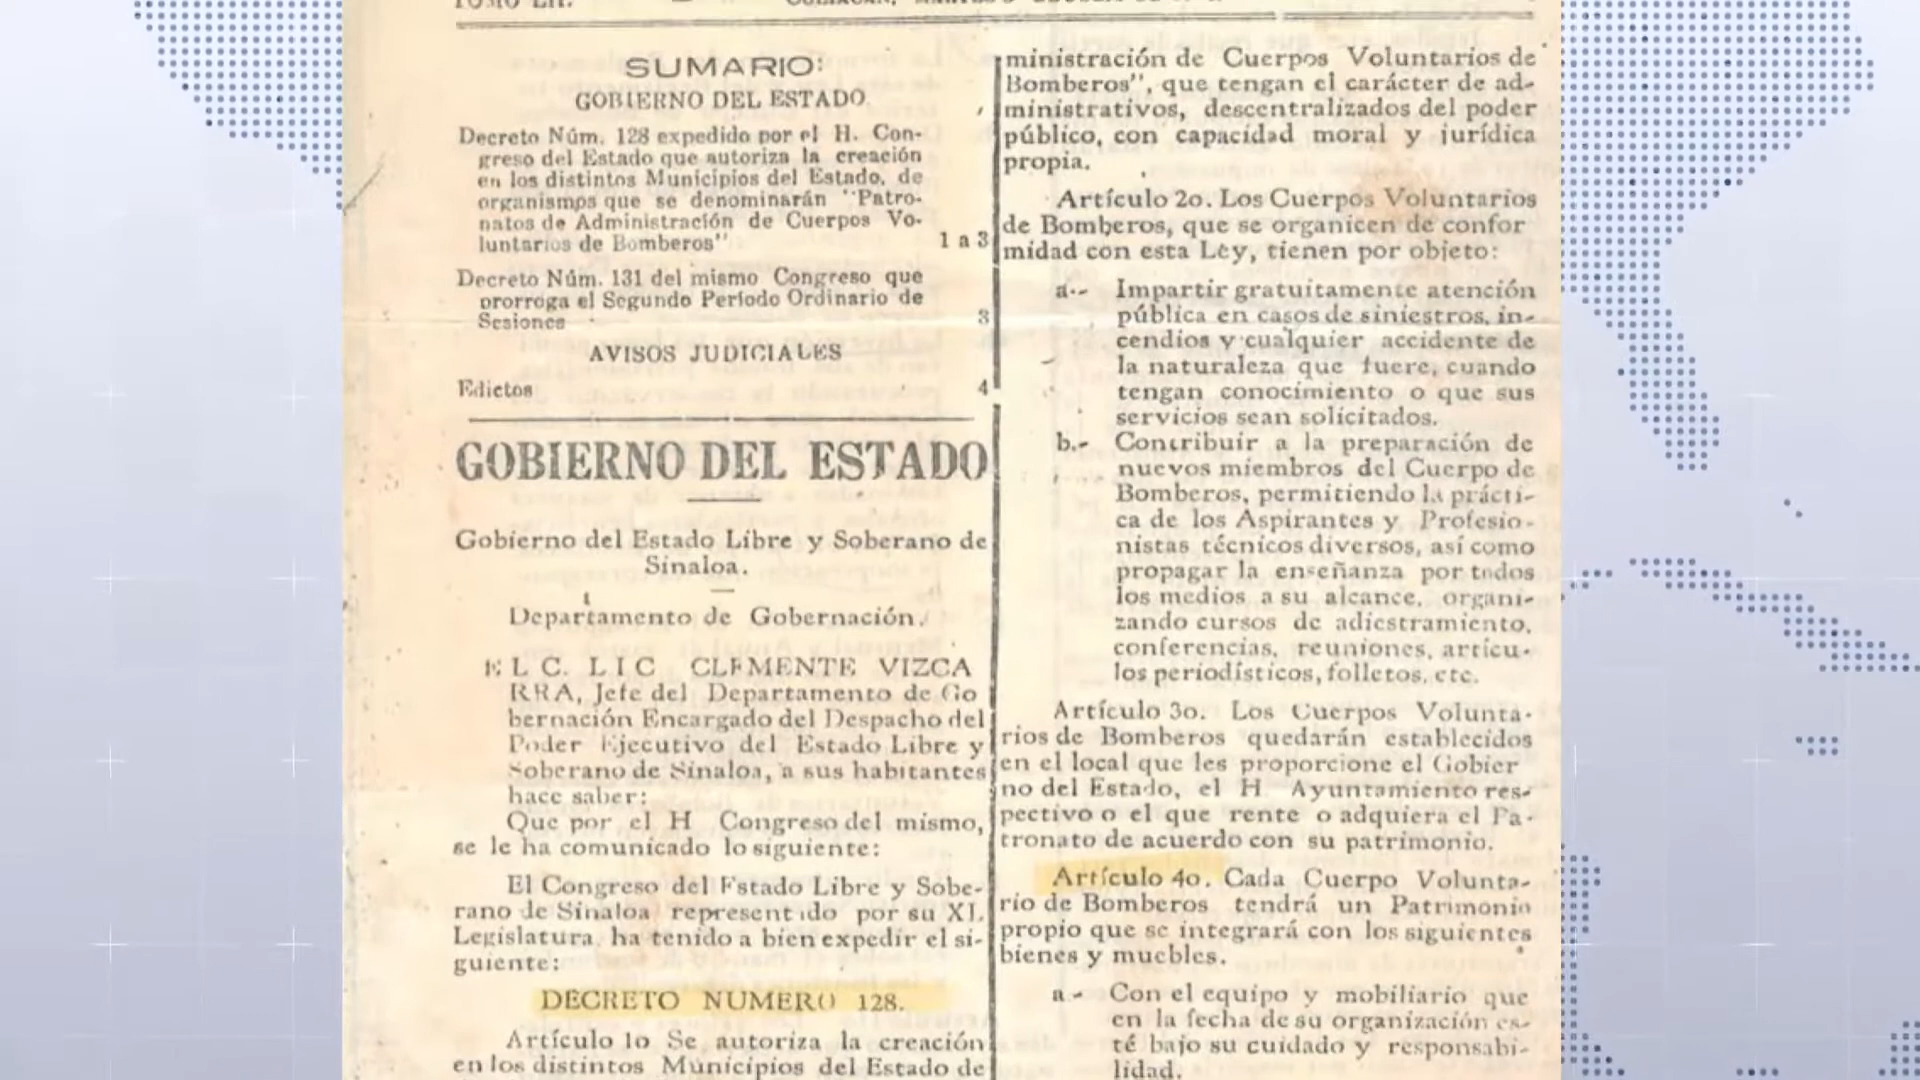 SUMARIO:
GOBIERNO DEL ESTADO
Decreto Núm. 128 expedido por el H. Con-
greso del Estado que autoriza la creación
en los distintos Municipios del Estado, de
organismps que se denominarán "Patro-
natos de Administración de Cuerpos Vo-
luntarios de Bomberos" 1 a 3
Decreto Núm. 131 del mismo Congreso que
prorroga el Segundo Período Ordinario de
Sesiones 3
AVISOS JUDICIALES
Edictos 4
GOBIERNO DEL ESTADO
Gobierno del Estado Libre y Soberano de
Sinaloa.
Departamento de Gobernación.
EL C. LIC CLEMENTE VIZCA
RRA, Jefe del Departamento de Go
bernación Encargado del Despacho del
Poder Ejecutivo del Estado Libre y
Soberano de Sinaloa, a sus habitantes
hace saber:
Que por el H Congreso del mismo,
se le ha comunicado lo siguiente:
El Congreso del Estado Libre y Sobe-
rano de Sinaloa representado por su XL
Legislatura, ha tenido a bien expedir el si-
guiente:
DECRETO NUMERO 128.
Artículo 1o Se autoriza la creación
en los distintos Municipios del Estado de
ministración de Cuerpos Voluntarios de
Bomberos", que tengan el carácter de ad-
ministrativos, descentralizados del poder
público, con capacidad moral y jurídica
propia.
Artículo 2o. Los Cuerpos Voluntarios
de Bomberos, que se organicen de confor
midad con esta Ley, tienen por objeto:
a.- Impartir gratuitamente atención
pública en casos de siniestros, in-
cendios y cualquier accidente de
la naturaleza que fuere, cuando
tengan conocimiento o que sus
servicios sean solicitados.
b.- Contribuir a la preparación de
nuevos miembros del Cuerpo de
Bomberos, permitiendo la prácti-
ca de los Aspirantes y Profesio-
nistas técnicos diversos, así como
propagar la enseñanza por todos
los medios a su alcance, organi-
zando cursos de adiestramiento,
conferencias, reuniones, artícu-
los periodísticos, folletos, etc.
Artículo 3o. Los Cuerpos Volunta-
rios de Bomberos quedarán establecidos
en el local que les proporcione el Gobier
no del Estado, el H. Ayuntamiento res-
pectivo o el que rente o adquiera el Pa-
tronato de acuerdo con su patrimonio.
Artículo 4o. Cada Cuerpo Volunta-
rio de Bomberos tendrá un Patrimonio
propio que se integrará con los siguientes
bienes y muebles.
a - Con el equipo y mobiliario que
en la fecha de su organización es-
té bajo su cuidado y responsabi-
lidad.